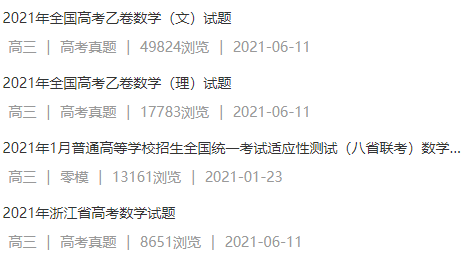 2021年全国高考乙卷数学（文）试题
高三 | 高考真题 | 49824浏览 | 2021-06-11
2021年全国高考乙卷数学（理）试题
高三 | 高考真题 | 17783浏览 | 2021-06-11
2021年1月普通高等学校招生全国统一考试适应性测试（八省联考）数学...
高三 | 零模 | 13161浏览 | 2021-01-23
2021年浙江省高考数学试题
高三 | 高考真题 | 8651浏览 | 2021-06-11